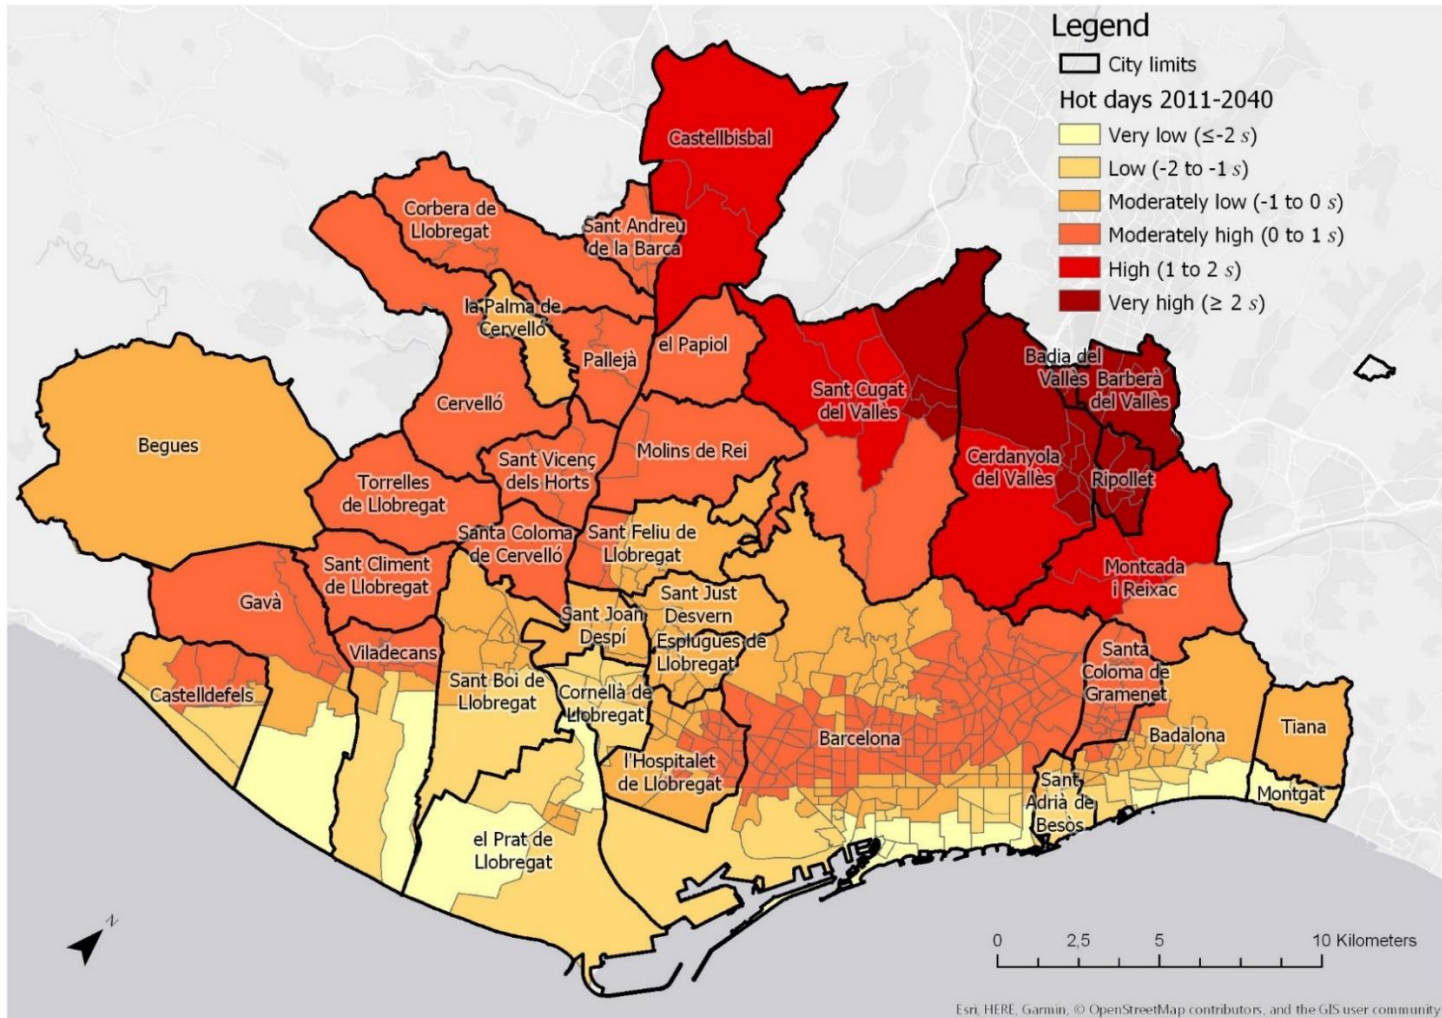 Legend
City limits
Hot days 2011-2040
Very low (≤-2 s)
Low (-2 to -1 s)
Moderately low (-1 to 0 s)
Moderately high (0 to 1 s)
High (1 to 2 s)
Very high (≥ 2 s)
Castellbisbal
Corbera de
Llobregat
Sant Andreu
de la Barca
la Palma de
Cervelló
Pallejà
el Papiol
Cervelló
Sant Cugat
del Vallès
Badia del
Vallès
Barberà
del Vallès
Begues
Torrelles
de Llobregat
Sant Vicenç
dels Horts
Molins de Rei
Cerdanyola
del Vallès
Ripollet
Santa Coloma
de Cervelló
Sant Feliu de
Llobregat
Montcada
i Reixac
Gavà
Sant Climent
de Llobregat
Sant Just
Desvern
Sant Joan
Despí
Esplugues de
Llobregat
Viladecans
Castelldefels
Sant Boi de
Llobregat
Cornellà de
Llobregat
Santa
Coloma de
Gramenet
Barcelona
Badalona
Tiana
l'Hospitalet
de Llobregat
Sant
Adrià de
Besòs
Montgat
el Prat de
Llobregat
N
0 2,5 5 10 Kilometers
Esri, HERE, Garmin, © OpenStreetMap contributors, and the GIS user community